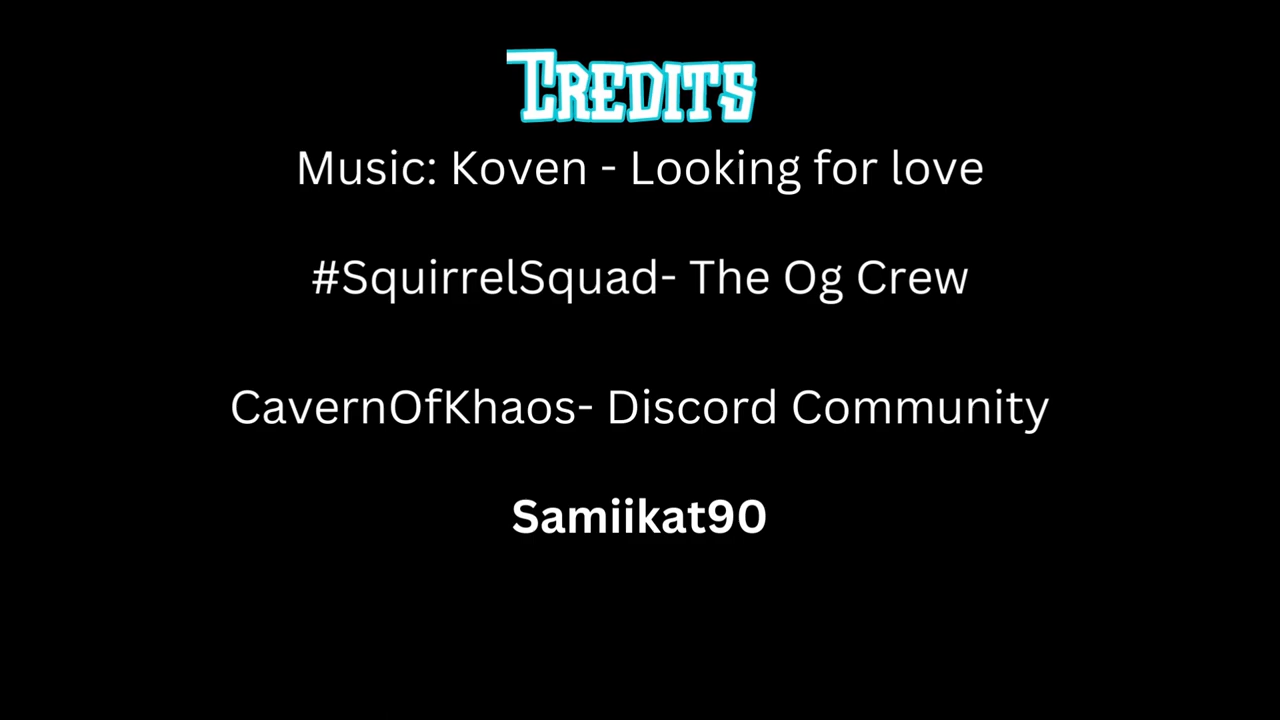 CREDITS
Music: Koven - Looking for love
#SquirrelSquad- The Og Crew
CavernOfKhaos- Discord Community
Samiikat90